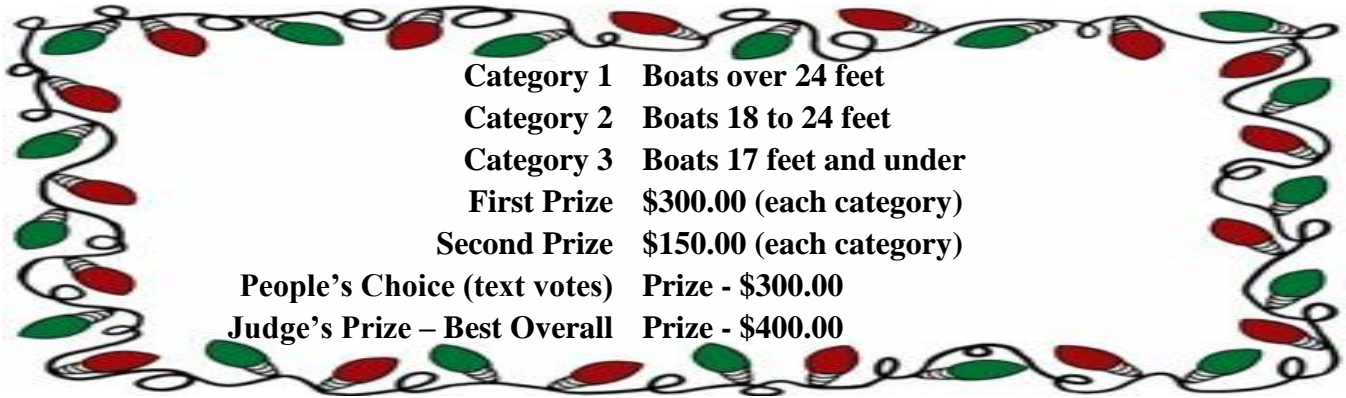 Category 1 Boats over 24 feet
Category 2 Boats 18 to 24 feet
Category 3 Boats 17 feet and under
First Prize $300.00 (each category)
Second Prize $150.00 (each category)
People’s Choice (text votes) Prize - $300.00
Judge’s Prize – Best Overall Prize - $400.00